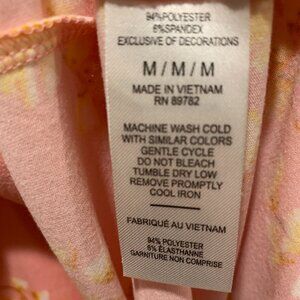 94% POLYESTER
6% SPANDEX
EXCLUSIVE OF DECORATIONS
M / M / M
MADE IN VIETNAM
RN 89782
MACHINE WASH COLD
WITH SIMILAR COLORS
GENTLE CYCLE
DO NOT BLEACH
TUMBLE DRY LOW
REMOVE PROMPTLY
COOL IRON
FABRIQUÉ AU VIETNAM
94% POLYESTER
6% ÉLASTHANNE
GARNITURE NON COMPRISE